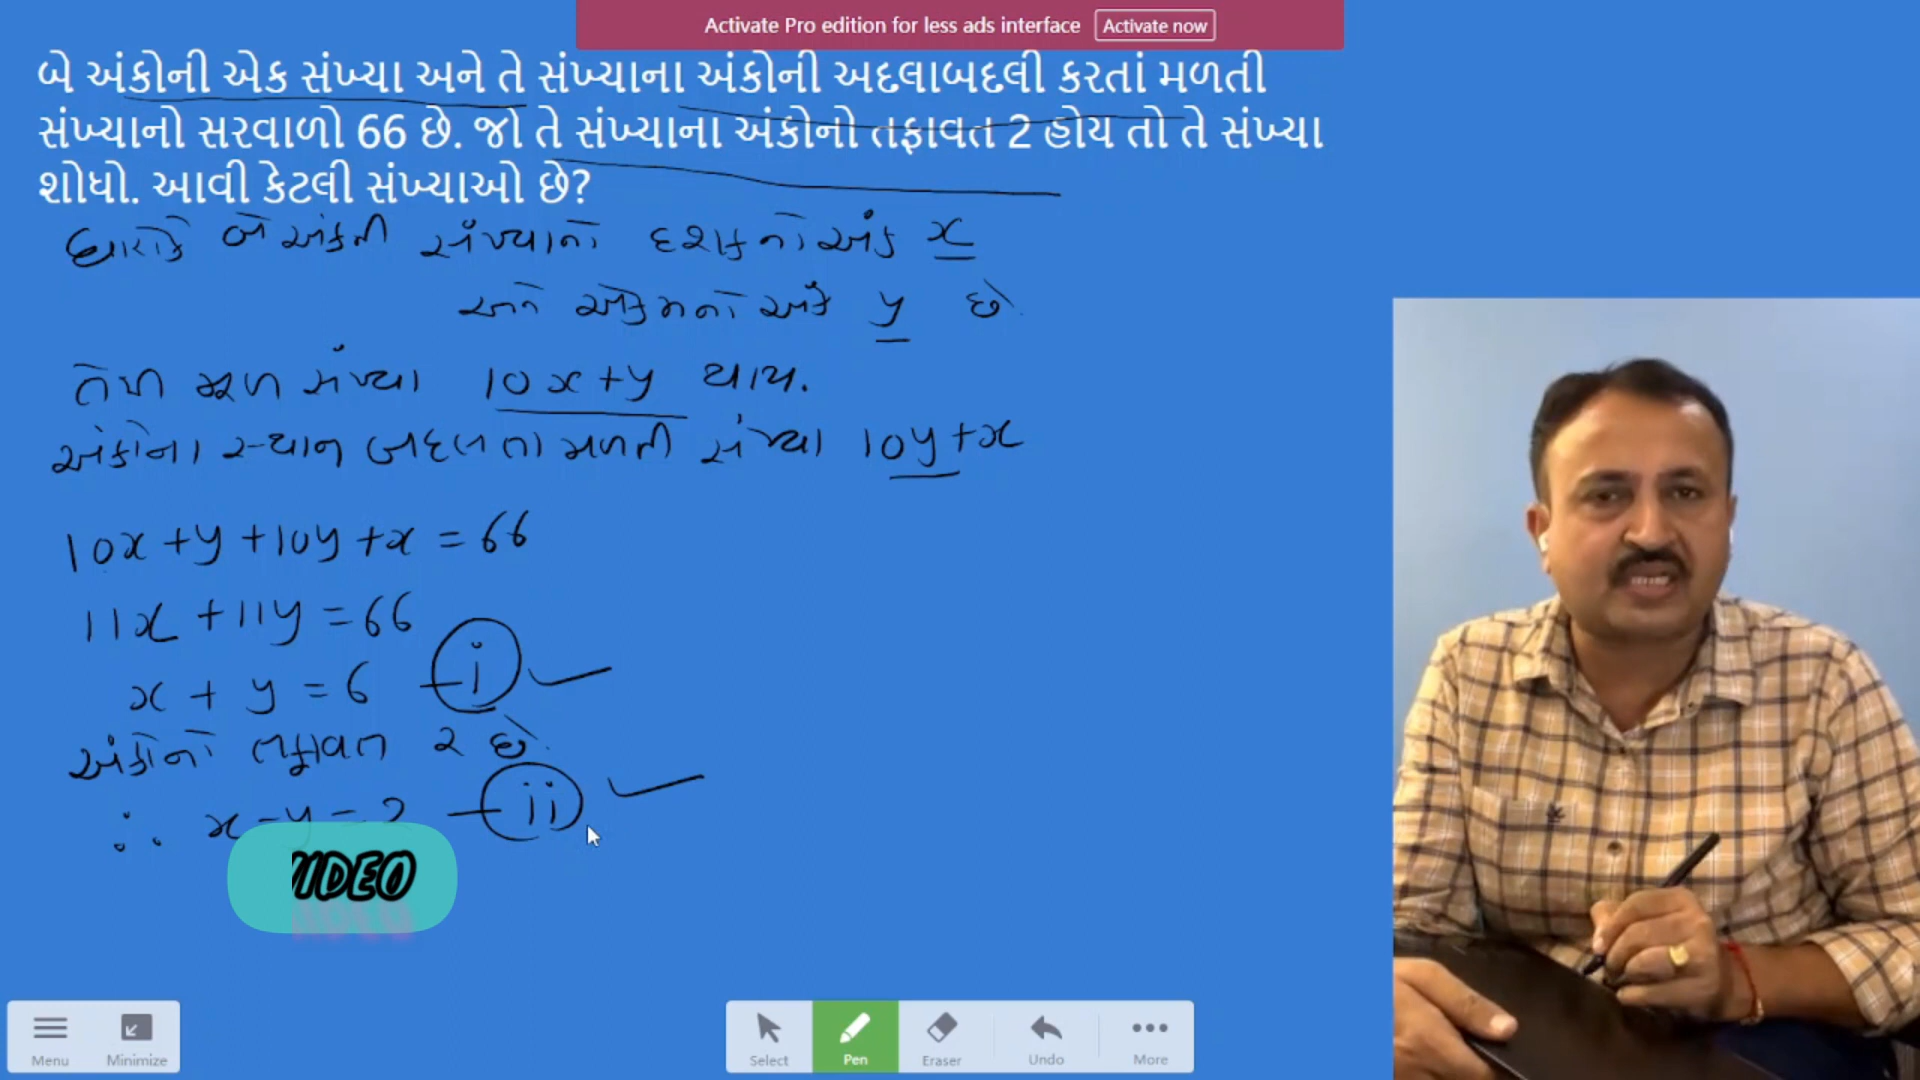 Activate Pro edition for less ads interface Activate now
બે અંકોની એક સંખ્યા અને તે સંખ્યાના અંકોની અદલાબદલી કરતાં મળતી
સંખ્યાનો સરવાળો 66 છે. જો તે સંખ્યાના અંકોનો તફાવત 2 હોય તો તે સંખ્યા
શોધો. આવી કેટલી સંખ્યાઓ છે?
ધારોકે બે અંકની સંખ્યાનો દશકનો અંક x
અને એકમનો અંક y છે.
તેથી મૂળ સંખ્યા 10x+y થાય.
અંકોના સ્થાન બદલતા મળતી સંખ્યા 10y+x
10x+y+10y+x=66
11x+11y=66
x+y=6 —i
અંકોનો તફાવત ૨ છે.
∴ x-y=2 —ii
VIDEO
Menu Minimize Select Pen Eraser Undo More